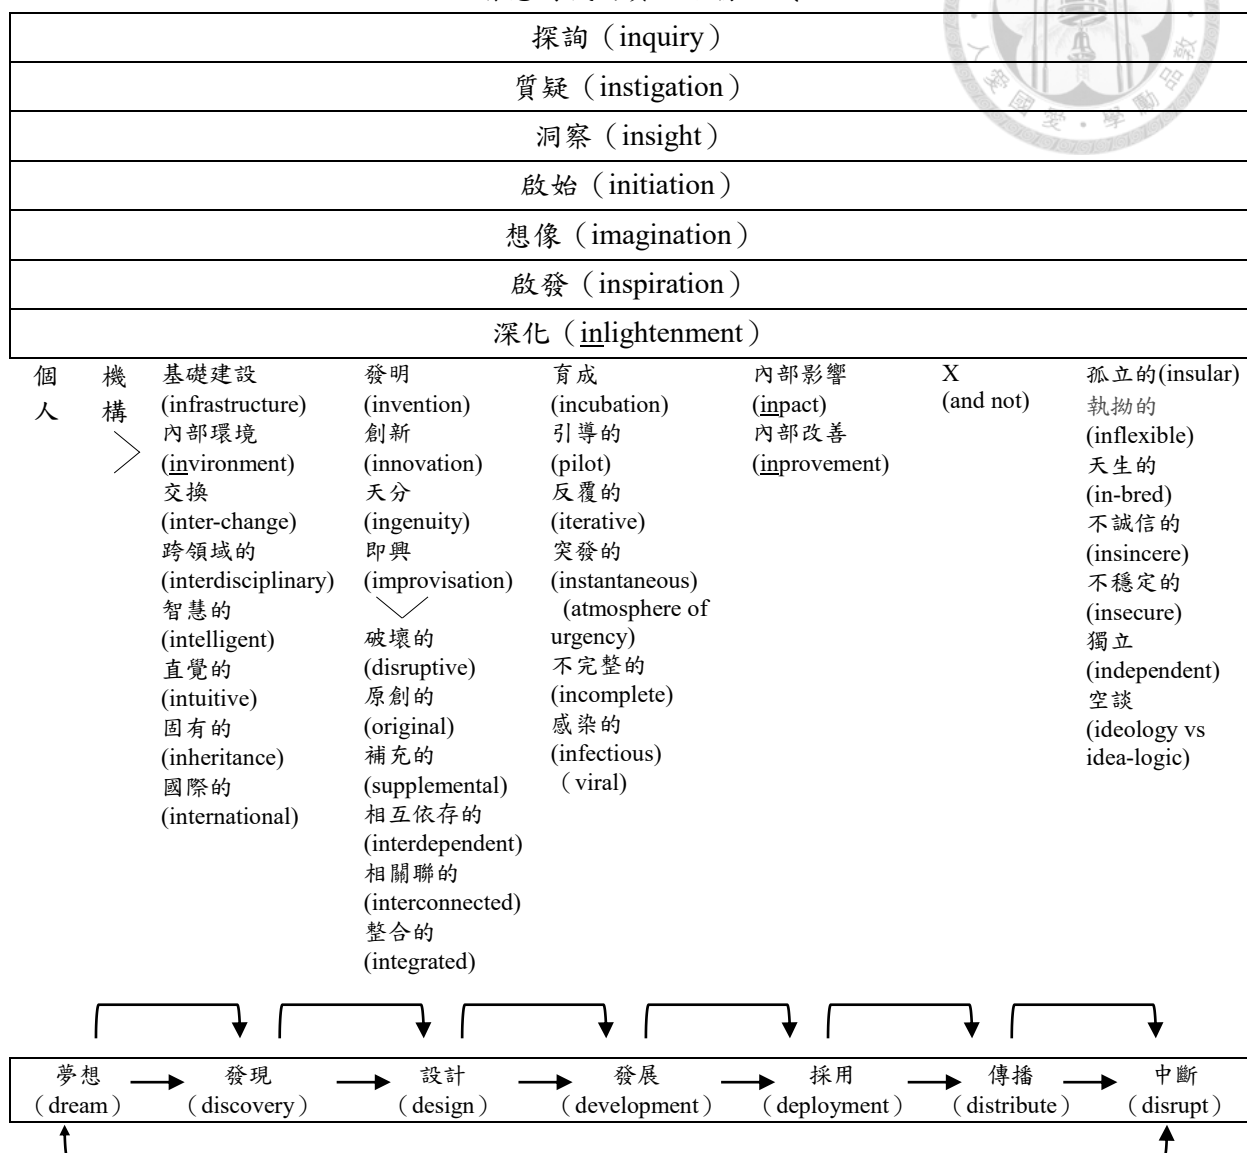 探詢（inquiry）
質疑（instigation）
洞察（insight）
啟始（initiation）
想像（imagination）
啟發（inspiration）
深化（inlightenment）
個人
機構
基礎建設
(infrastructure)
內部環境
(invironment)
交換
(inter-change)
跨領域的
(interdisciplinary)
智慧的
(intelligent)
直覺的
(intuitive)
固有的
(inheritance)
國際的
(international)
發明
(invention)
創新
(innovation)
天分
(ingenuity)
即興
(improvisation)
破壞的
(disruptive)
原創的
(original)
補充的
(supplemental)
相互依存的
(interdependent)
相關聯的
(interconnected)
整合的
(integrated)
育成
(incubation)
引導的
(pilot)
反覆的
(iterative)
突發的
(instantaneous)
(atmosphere of
urgency)
不完整的
(incomplete)
感染的
(infectious)
（viral)
內部影響
(inpact)
內部改善
(inprovement)
X
(and not)
孤立的(insular)
執拗的
(inflexible)
天生的
(in-bred)
不誠信的
(insincere)
不穩定的
(insecure)
獨立
(independent)
空談
(ideology vs
idea-logic)
夢想
（dream）
發現
（discovery）
設計
（design）
發展
（development）
採用
（deployment）
傳播
（distribute）
中斷
（disrupt）